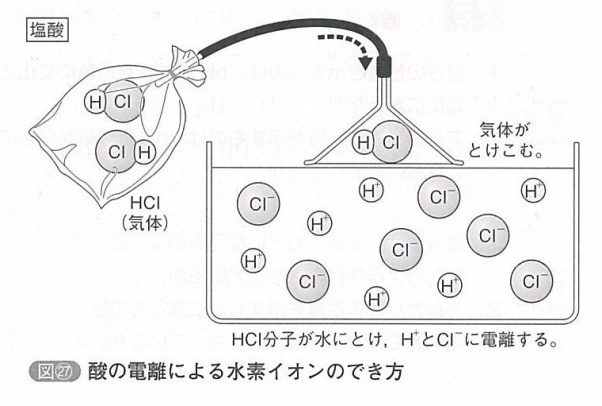 塩酸
H Cl
Cl H
HCl
(気体)
H Cl
気体が
とけこむ。
H⁺ Cl⁻ H⁺
Cl⁻ H⁺ Cl⁻
H⁺ Cl⁻
Cl⁻ H⁺ H⁺ Cl⁻
HCl分子が水にとけ，H⁺とCl⁻に電離する。
図㉗ 酸の電離による水素イオンのでき方